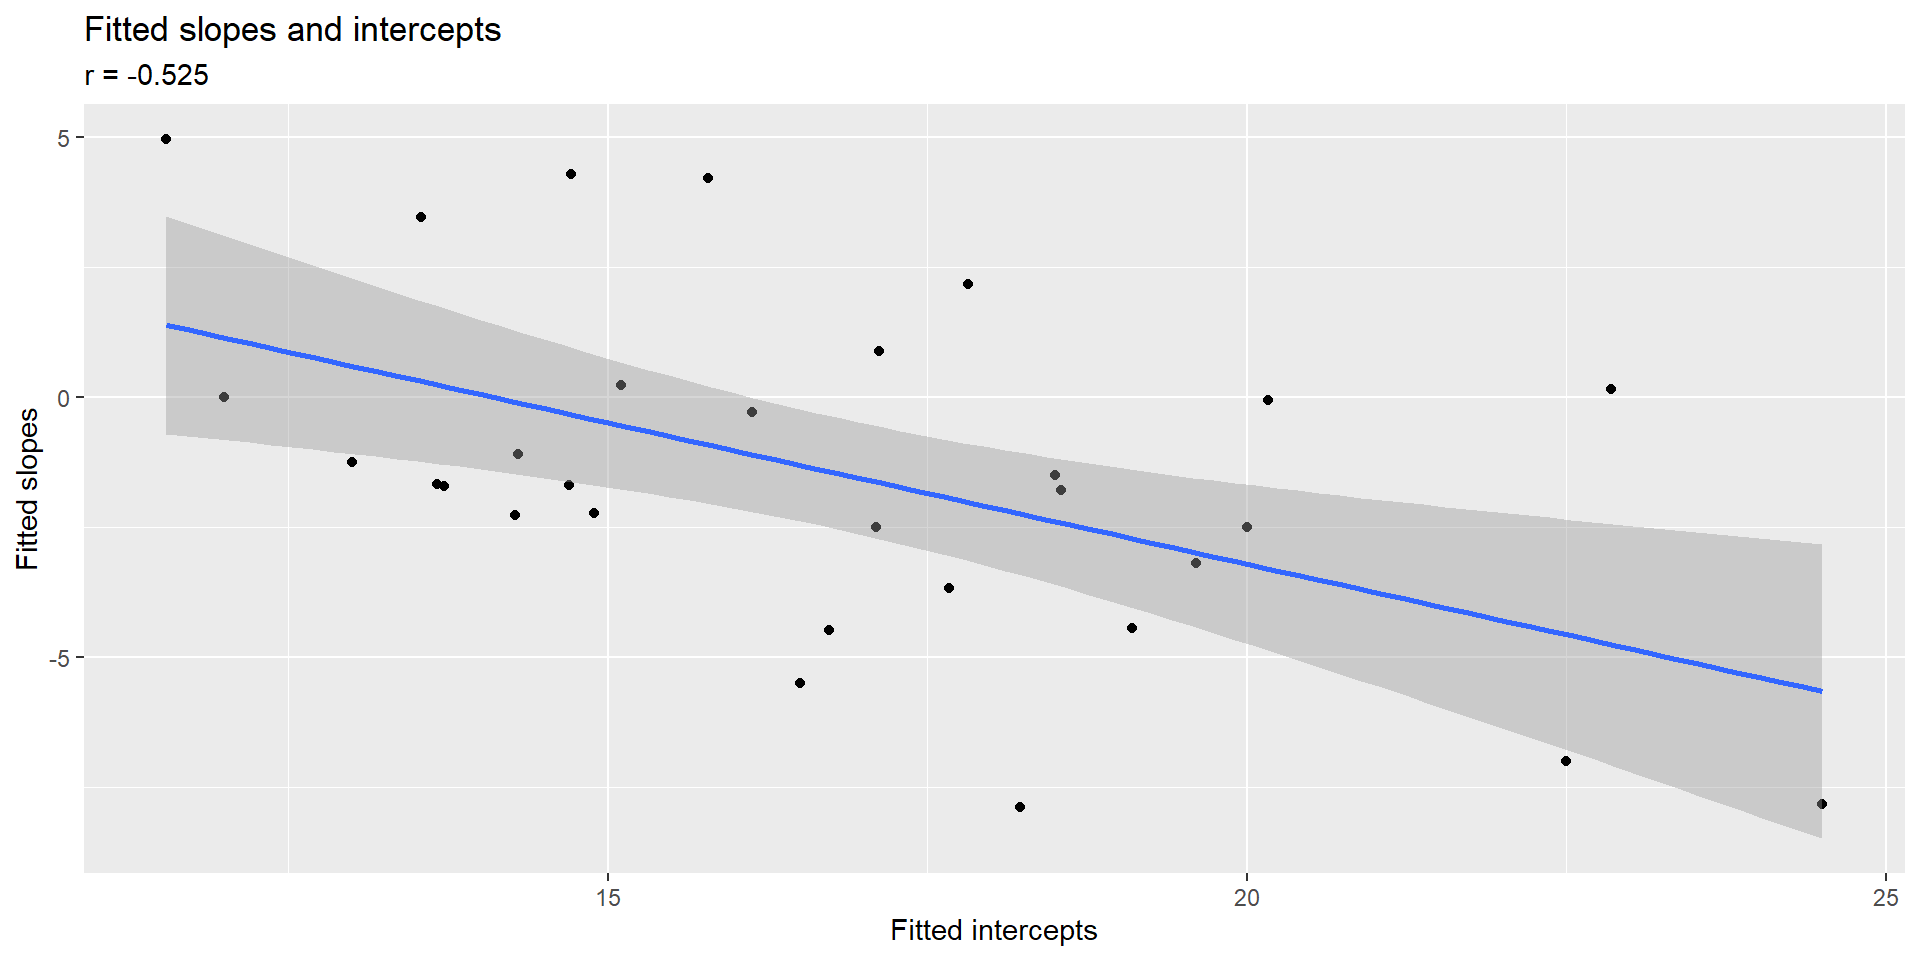 Fitted slopes and intercepts
r = -0.525
5
0
-5
Fitted slopes
15
20
25
Fitted intercepts